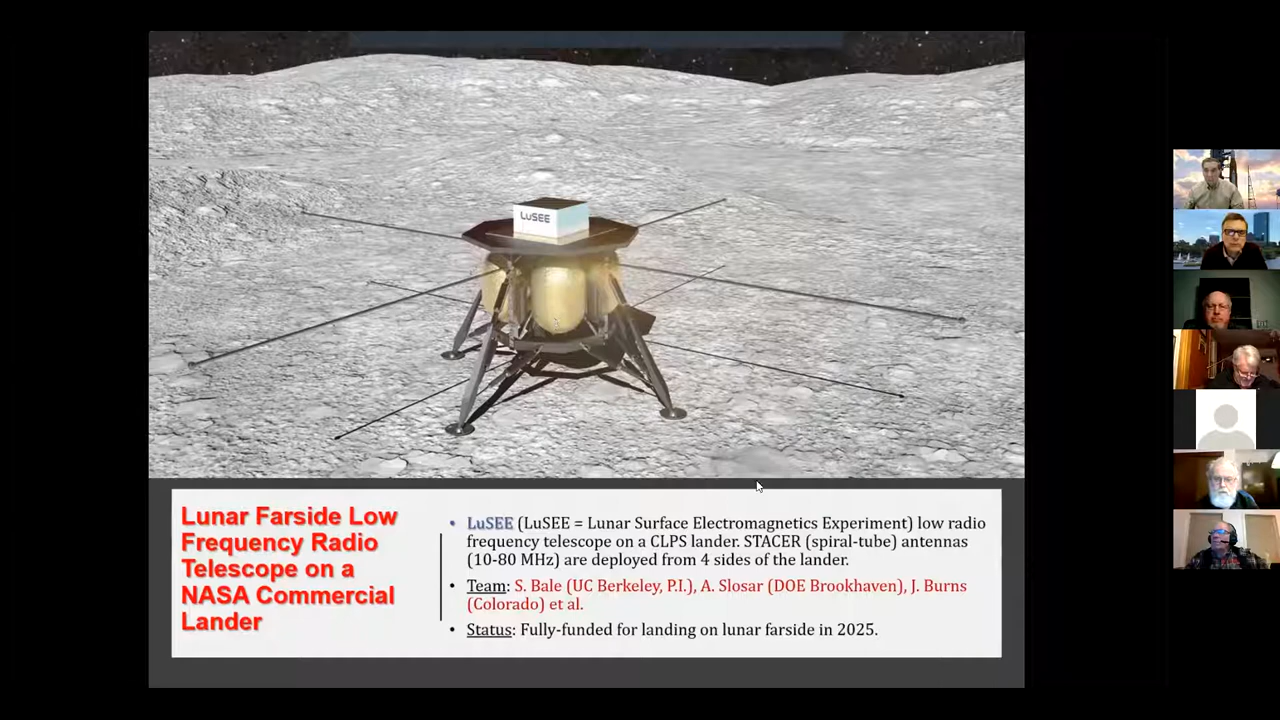 LuSEE
Lunar Farside Low
Frequency Radio
Telescope on a
NASA Commercial
Lander
• LuSEE (LuSEE = Lunar Surface Electromagnetics Experiment) low radio
frequency telescope on a CLPS lander. STACER (spiral-tube) antennas
(10-80 MHz) are deployed from 4 sides of the lander.
• Team: S. Bale (UC Berkeley, P.I.), A. Slosar (DOE Brookhaven), J. Burns
(Colorado) et al.
• Status: Fully-funded for landing on lunar farside in 2025.